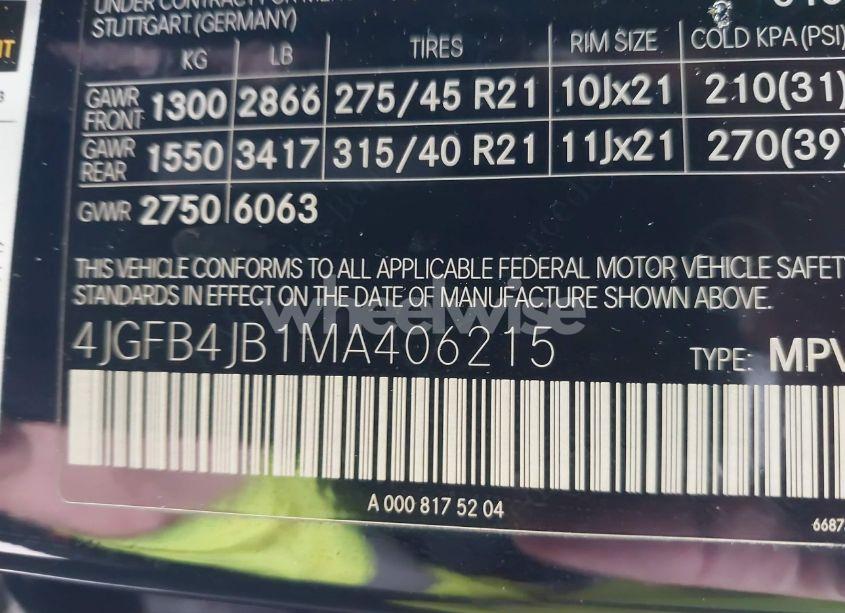 STUTTGART (GERMANY)
KG LB TIRES RIM SIZE COLD KPA (PSI)
GAWR FRONT 1300 2866 275/45 R21 10Jx21 210(31)
GAWR REAR 1550 3417 315/40 R21 11Jx21 270(39)
GVWR 2750 6063
THIS VEHICLE CONFORMS TO ALL APPLICABLE FEDERAL MOTOR VEHICLE SAFETY
STANDARDS IN EFFECT ON THE DATE OF MANUFACTURE SHOWN ABOVE.
wheelwise
4JGFB4JB1MA406215 TYPE: MPV
A 000 817 52 04
6687